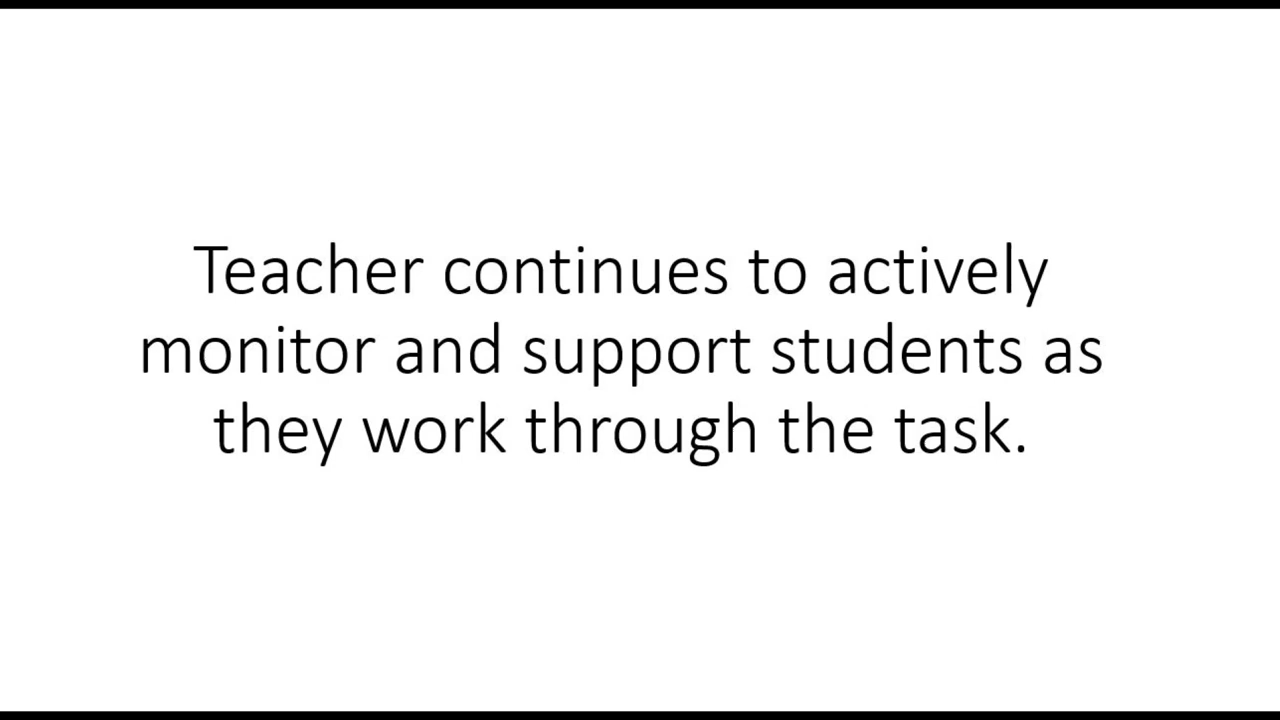 Teacher continues to actively
monitor and support students as
they work through the task.